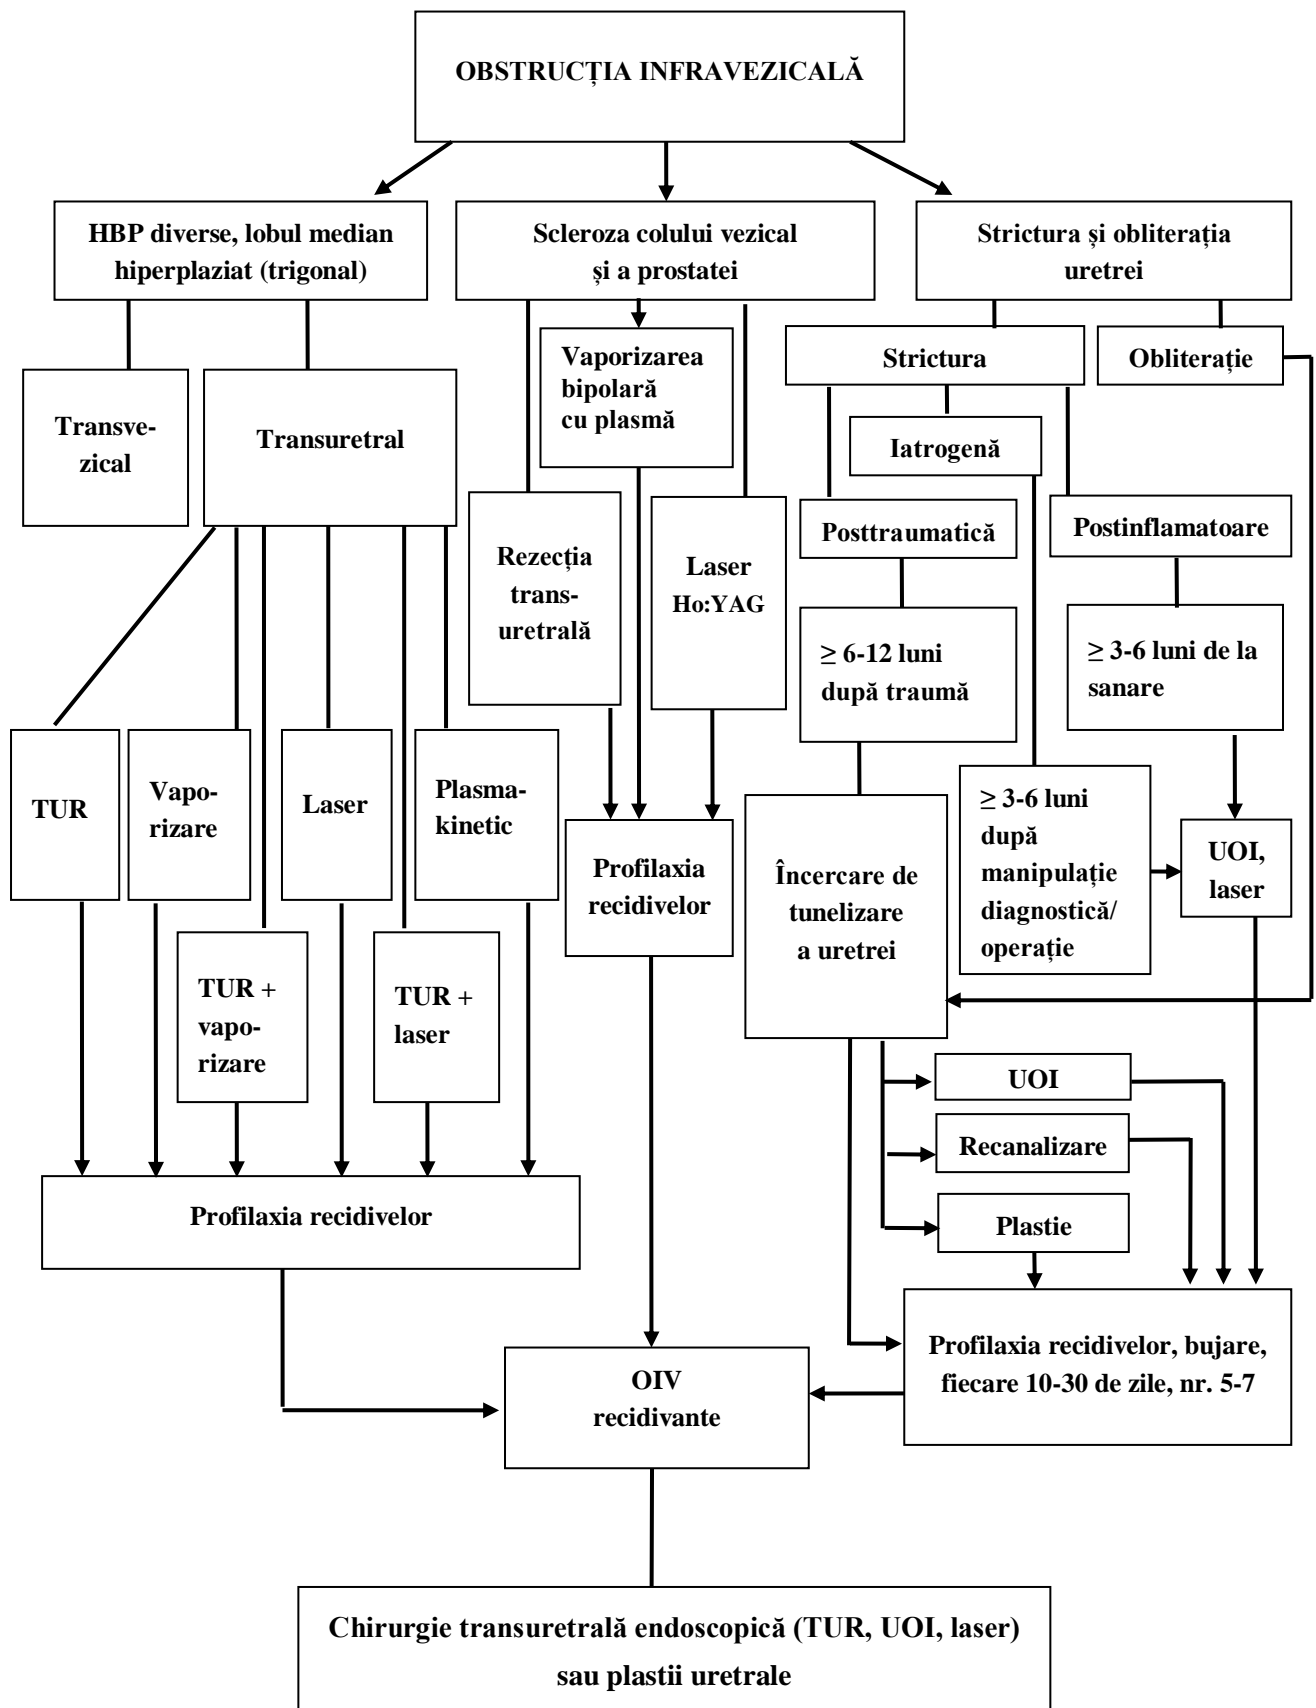 OBSTRUCȚIA INFRAVEZICALĂ
HBP diverse, lobul median
hiperplaziat (trigonal)
Scleroza colului vezical
și a prostatei
Strictura și obliterația
uretrei
Transve-
zical
Transuretral
Vaporizarea
bipolară
cu plasmă
Strictura
Obliterație
Iatrogenă
Rezecția
trans-
uretrală
Laser
Ho:YAG
Posttraumatică
Postinflamatoare
≥ 6-12 luni
după traumă
≥ 3-6 luni de la
sanare
TUR
Vapo-
rizare
Laser
Plasma-
kinetic
Profilaxia
recidivelor
Încercare de
tunelizare
a uretrei
≥ 3-6 luni
după
manipulație
diagnostică/
operație
UOI,
laser
TUR +
vapo-
rizare
TUR +
laser
UOI
Recanalizare
Plastie
Profilaxia recidivelor
OIV
recidivante
Profilaxia recidivelor, bujare,
fiecare 10-30 de zile, nr. 5-7
Chirurgie transuretrală endoscopică (TUR, UOI, laser)
sau plastii uretrale